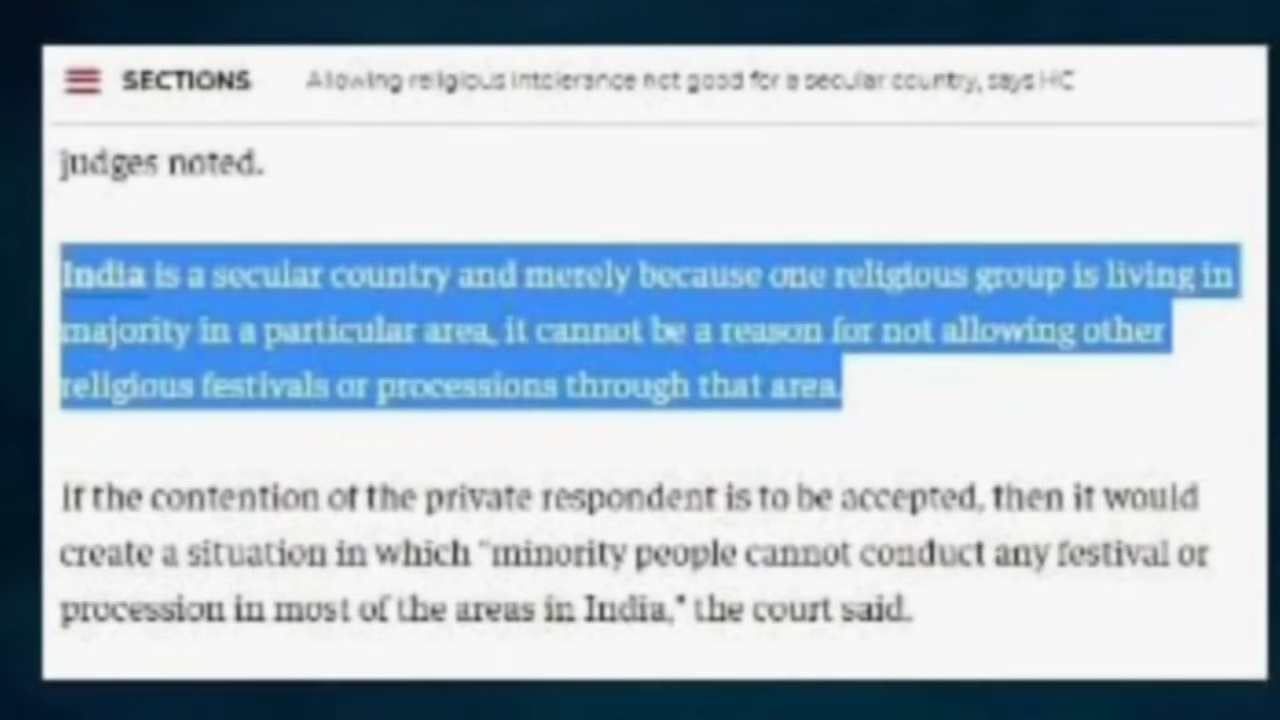 SECTIONS Allowing religious intolerance not good for a secular country, says HC
judges noted.
India is a secular country and merely because one religious group is living in
majority in a particular area, it cannot be a reason for not allowing other
religious festivals or processions through that area.
If the contention of the private respondent is to be accepted, then it would
create a situation in which "minority people cannot conduct any festival or
procession in most of the areas in India," the court said.